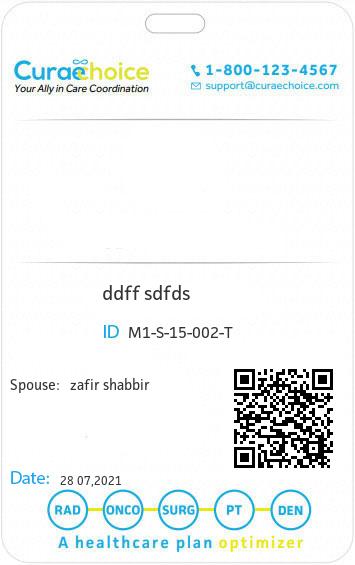 Curaechoice
Your Ally in Care Coordination
1-800-123-4567
support@curaechoice.com
ddff sdfds
ID M1-S-15-002-T
Spouse: zafir shabbir
Date: 28 07,2021
RAD ONCO SURG PT DEN
A healthcare plan optimizer